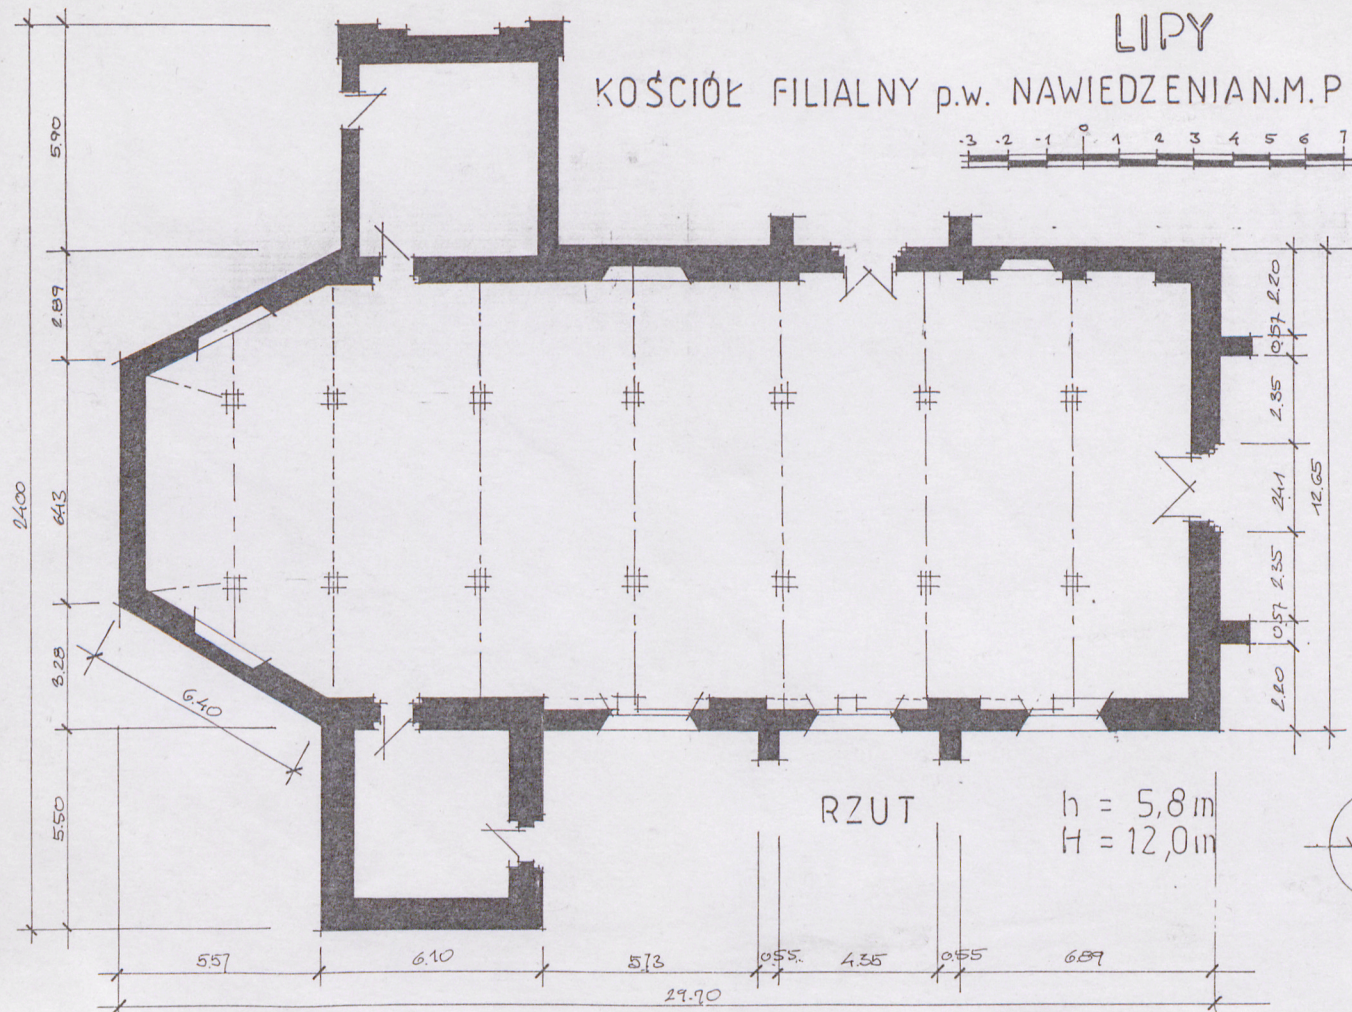 LIPY
KOŚCIÓŁ FILIALNY p.w. NAWIEDZENIA N.M.P
-3 -2 -1 0 1 2 3 4 5 6 7
5.90
2.89
6.43
3.28
5.50
24.00
6.40
2.20
0.57
2.35
2.41
2.35
0.57
2.20
12.65
RZUT
h = 5,8m
H = 12,0m
5.57 6.10 5.73 0.55 4.35 0.55 6.89
29.70